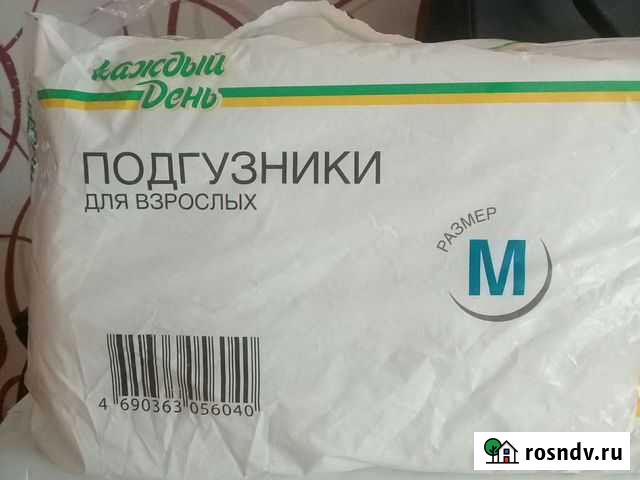 каждый
День
ПОДГУЗНИКИ
ДЛЯ ВЗРОСЛЫХ
РАЗМЕР
M
4 690363 056040
rosndv.ru